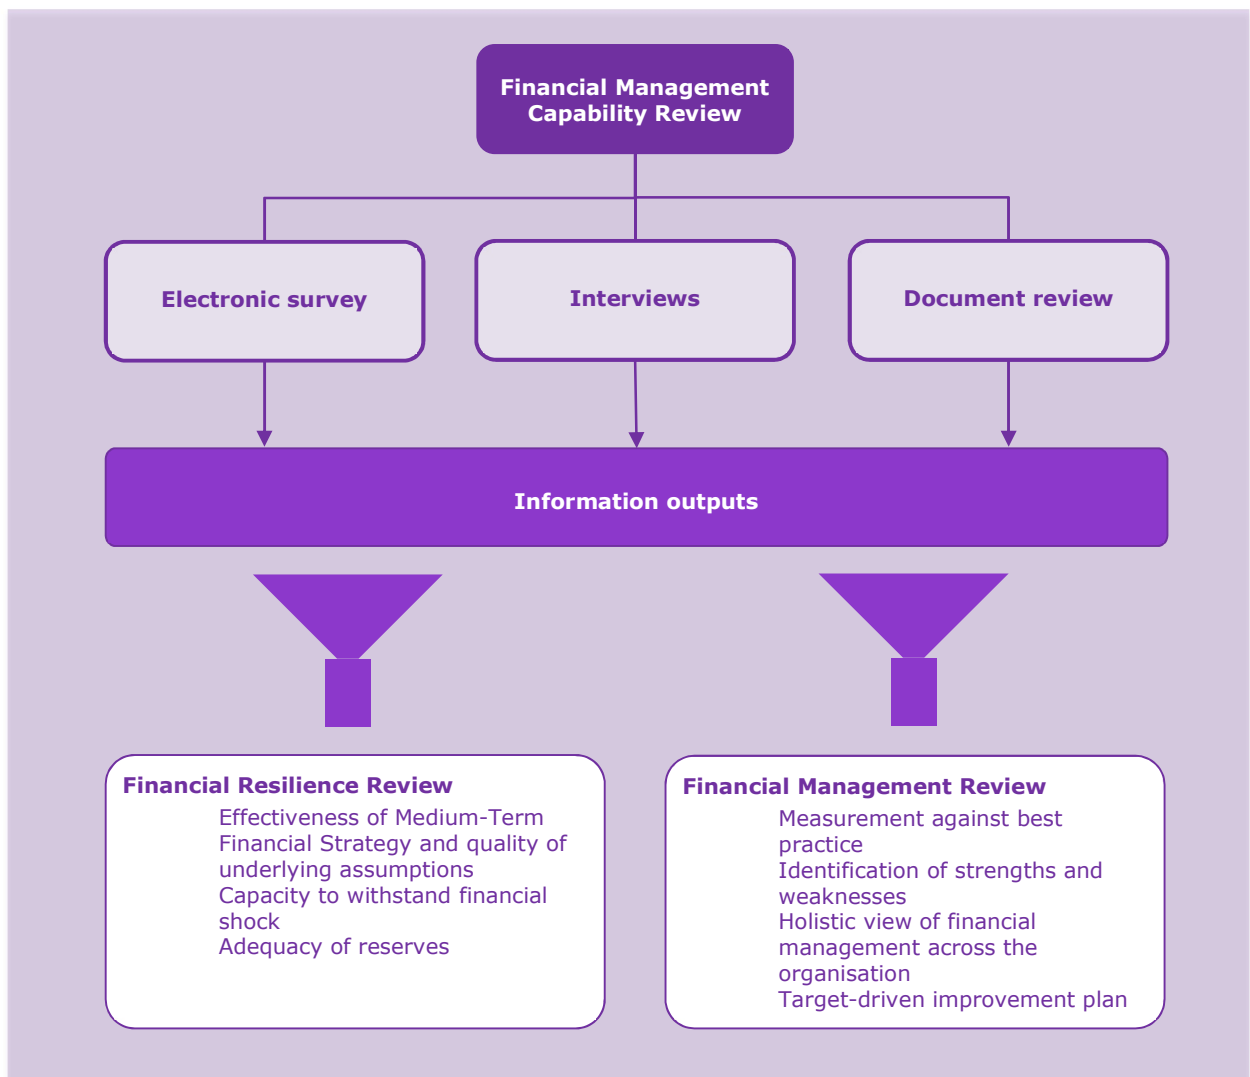 Financial Management
Capability Review
Electronic survey
Interviews
Document review
Information outputs
Financial Resilience Review
Effectiveness of Medium-Term
Financial Strategy and quality of
underlying assumptions
Capacity to withstand financial
shock
Adequacy of reserves
Financial Management Review
Measurement against best
practice
Identification of strengths and
weaknesses
Holistic view of financial
management across the
organisation
Target-driven improvement plan